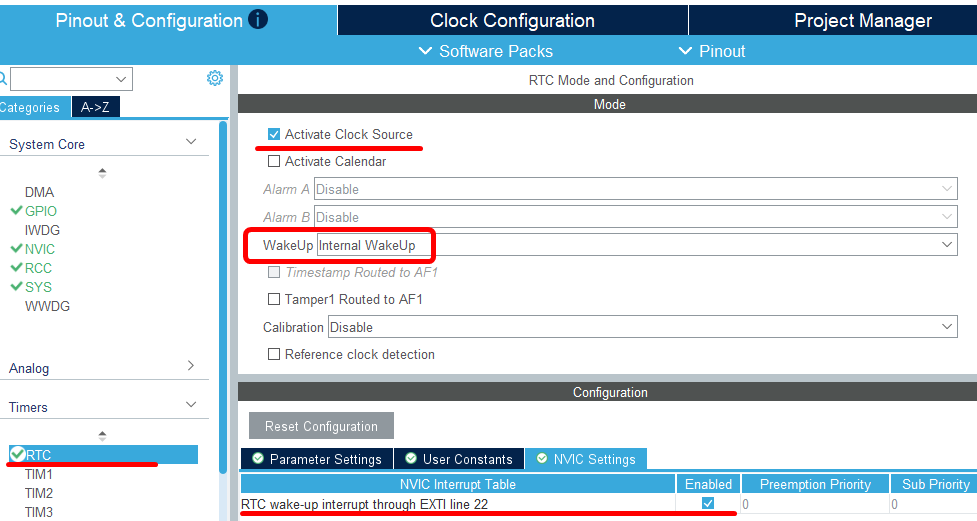 Pinout & Configuration i Clock Configuration Project Manager
Software Packs Pinout
Categories A->Z
System Core
DMA
GPIO
IWDG
NVIC
RCC
SYS
WWDG
Analog
Timers
RTC
TIM1
TIM2
TIM3
RTC Mode and Configuration
Mode
Activate Clock Source
Activate Calendar
Alarm A Disable
Alarm B Disable
WakeUp Internal WakeUp
Timestamp Routed to AF1
Tamper1 Routed to AF1
Calibration Disable
Reference clock detection
Configuration
Reset Configuration
Parameter Settings User Constants NVIC Settings
NVIC Interrupt Table Enabled Preemption Priority Sub Priority
RTC wake-up interrupt through EXTI line 22 0 0